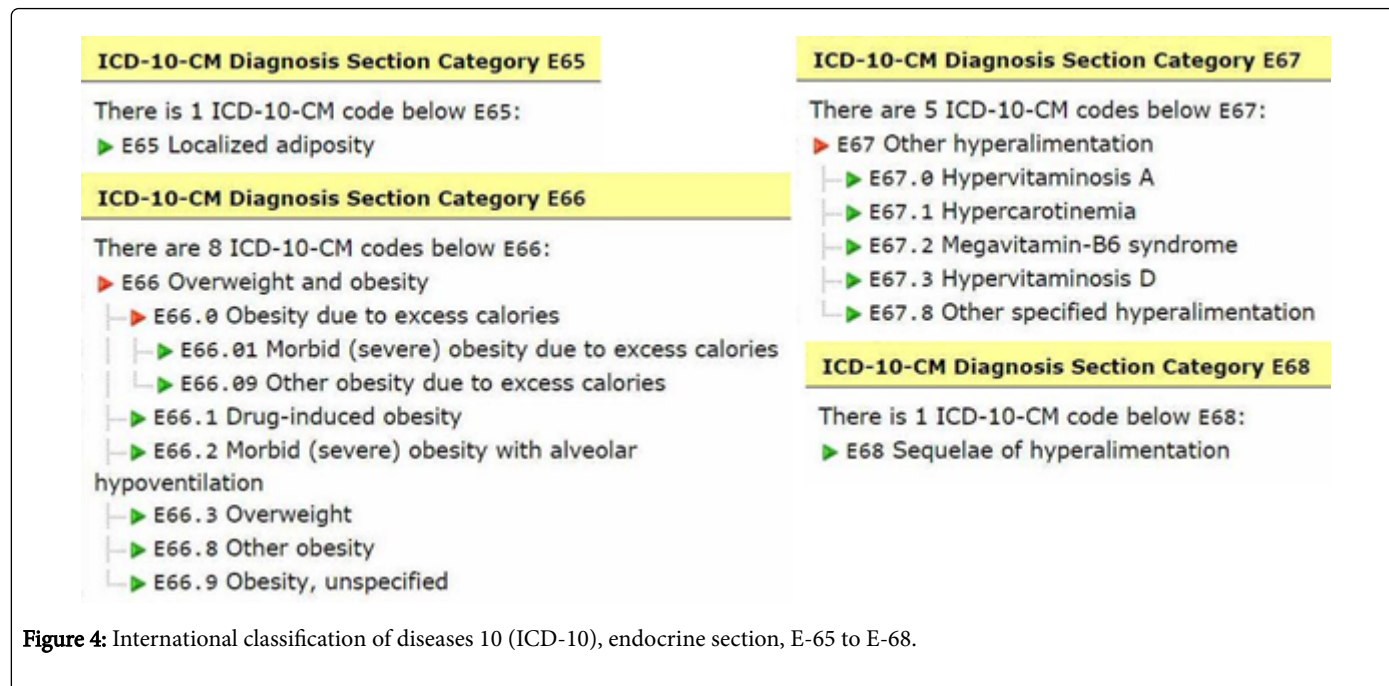 ICD-10-CM Diagnosis Section Category E65
There is 1 ICD-10-CM code below E65:
E65 Localized adiposity
ICD-10-CM Diagnosis Section Category E66
There are 8 ICD-10-CM codes below E66:
E66 Overweight and obesity
E66.0 Obesity due to excess calories
E66.01 Morbid (severe) obesity due to excess calories
E66.09 Other obesity due to excess calories
E66.1 Drug-induced obesity
E66.2 Morbid (severe) obesity with alveolar
hypoventilation
E66.3 Overweight
E66.8 Other obesity
E66.9 Obesity, unspecified
ICD-10-CM Diagnosis Section Category E67
There are 5 ICD-10-CM codes below E67:
E67 Other hyperalimentation
E67.0 Hypervitaminosis A
E67.1 Hypercarotinemia
E67.2 Megavitamin-B6 syndrome
E67.3 Hypervitaminosis D
E67.8 Other specified hyperalimentation
ICD-10-CM Diagnosis Section Category E68
There is 1 ICD-10-CM code below E68:
E68 Sequelae of hyperalimentation
Figure 4: International classification of diseases 10 (ICD-10), endocrine section, E-65 to E-68.